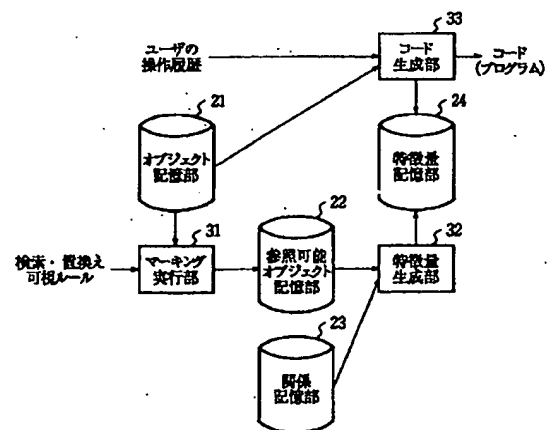 33
ユーザの
操作履歴
コード
生成部
コード
(プログラム)
21
24
オブジェクト
記憶部
特徴量
記憶部
22
31
32
検索・置換え
可視ルール
マーキング
実行部
参照可能
オブジェクト
記憶部
特徴量
生成部
23
関係
記憶部